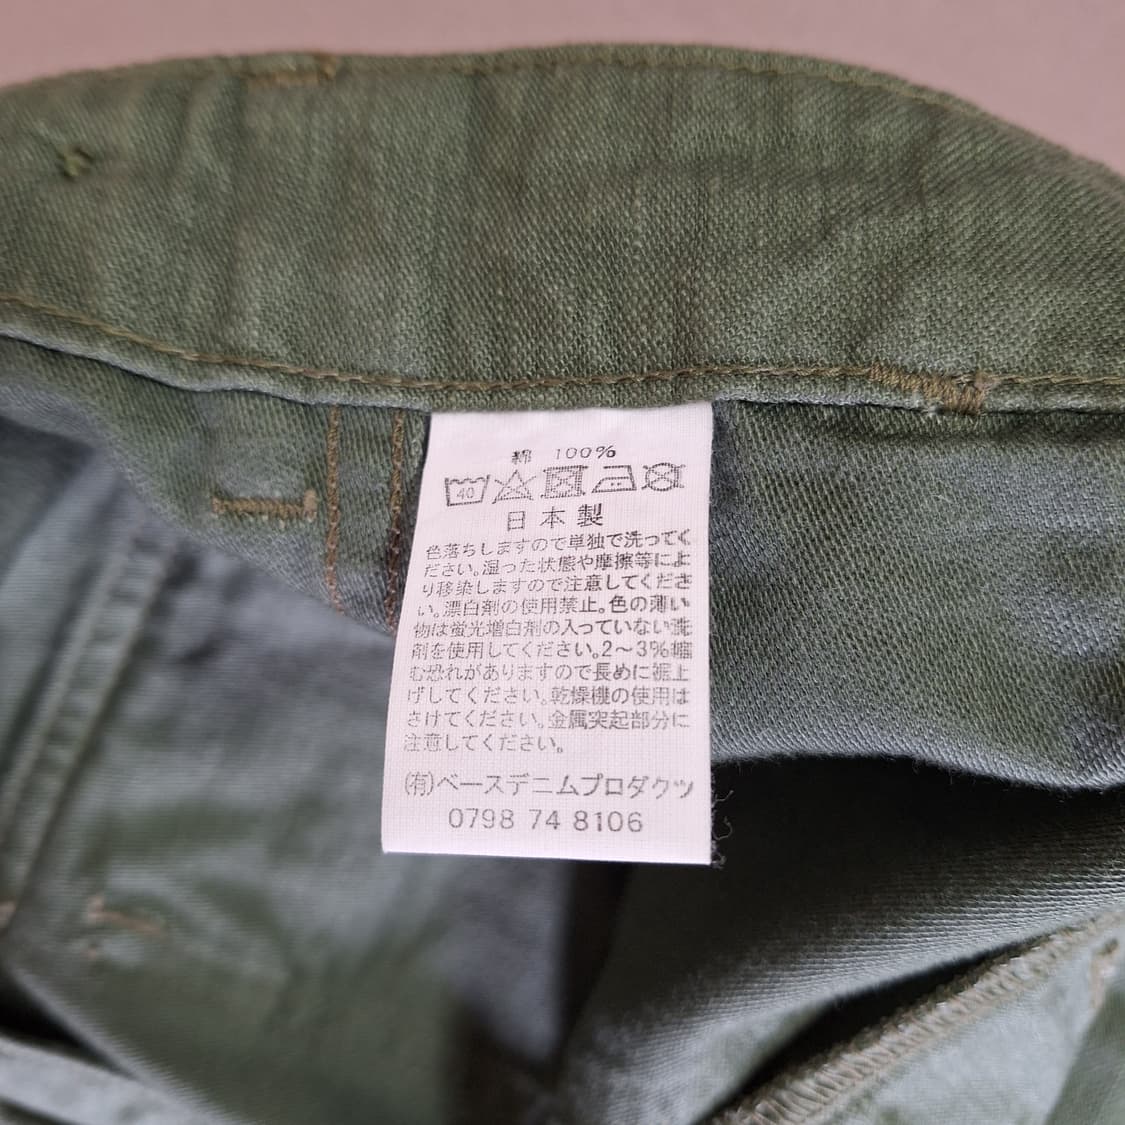 綿 100%
40
日本製
色落ちしますので単独で洗ってく
ださい。湿った状態や摩擦等によ
り移染しますので注意してくださ
い。漂白剤の使用禁止。色の薄い
物は蛍光増白剤の入っていない洗
剤を使用してください。2〜3%縮
む恐れがありますので長めに裾上
げしてください。乾燥機の使用は
さけてください。金属突起部分に
注意してください。
(有)ベースデニムプロダクツ
0798 74 8106